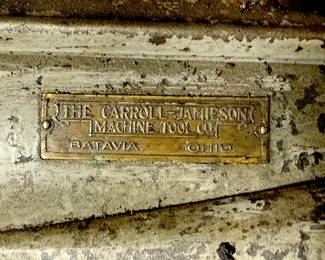 THE CARROLL-JAMIESON
MACHINE TOOL CO.
BATAVIA, OHIO.